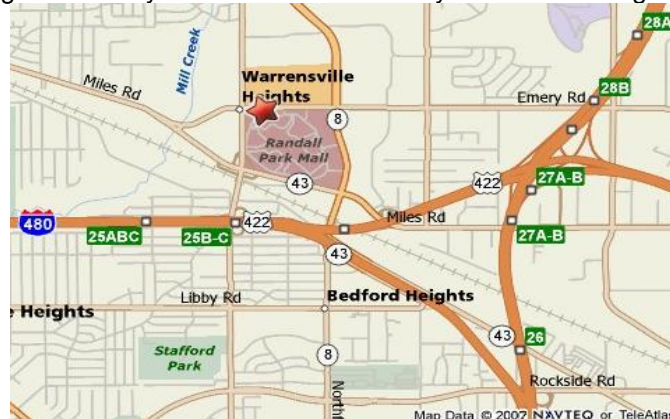 28A
Mill Creek
Miles Rd
Warrensville
Heights
28B
Emery Rd
8
Randall
Park Mall
43
422
27A-B
480
25ABC
25B-C
422
Miles Rd
27A-B
43
Libby Rd
Bedford Heights
e Heights
43
26
Stafford
Park
8
North
Rockside Rd
Map Data © 2007 NAVTEQ or TeleAtlas